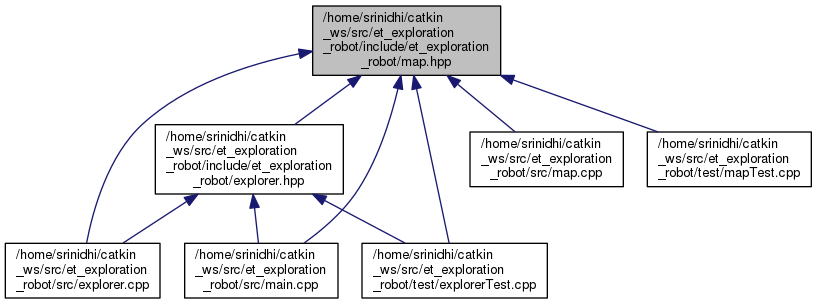 /home/srinidhi/catkin
_ws/src/et_exploration
_robot/include/et_exploration
_robot/map.hpp
/home/srinidhi/catkin
_ws/src/et_exploration
_robot/include/et_exploration
_robot/explorer.hpp
/home/srinidhi/catkin
_ws/src/et_exploration
_robot/src/map.cpp
/home/srinidhi/catkin
_ws/src/et_exploration
_robot/test/mapTest.cpp
/home/srinidhi/catkin
_ws/src/et_exploration
_robot/src/explorer.cpp
/home/srinidhi/catkin
_ws/src/et_exploration
_robot/src/main.cpp
/home/srinidhi/catkin
_ws/src/et_exploration
_robot/test/explorerTest.cpp